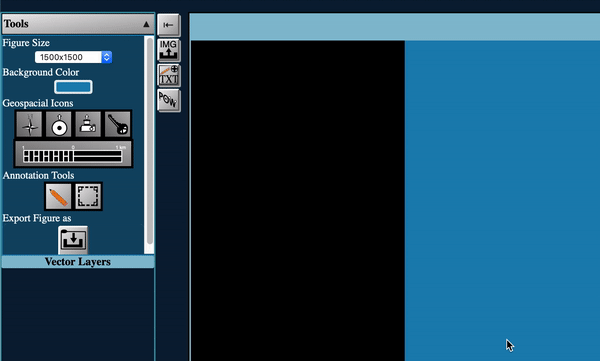 Tools ▲
Figure Size
1500x1500
Background Color
Geospacial Icons
1 0 1 km
Annotation Tools
Export Figure as
Vector Layers
IMG
TXT
POW